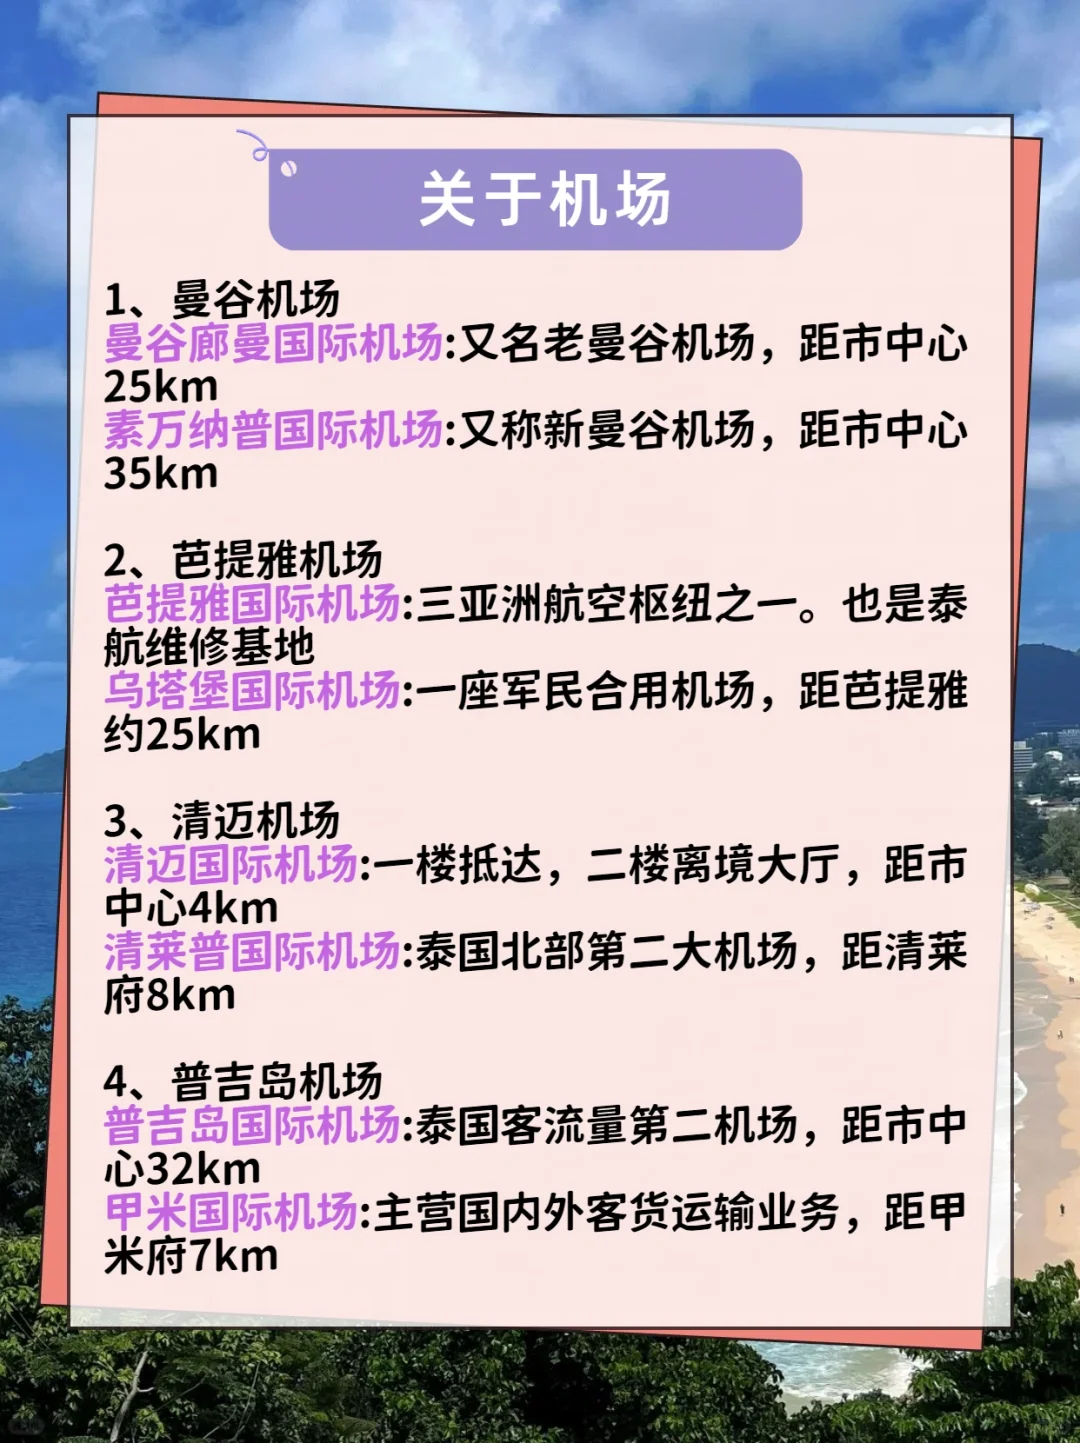 关于机场
1、曼谷机场
曼谷廊曼国际机场:又名老曼谷机场，距市中心
25km
素万纳普国际机场:又称新曼谷机场，距市中心
35km
2、芭提雅机场
芭提雅国际机场:三亚洲航空枢纽之一。也是泰
航维修基地
乌塔堡国际机场:一座军民合用机场，距芭提雅
约25km
3、清迈机场
清迈国际机场:一楼抵达，二楼离境大厅，距市
中心4km
清莱普国际机场:泰国北部第二大机场，距清莱
府8km
4、普吉岛机场
普吉岛国际机场:泰国客流量第二机场，距市中
心32km
甲米国际机场:主营国内外客货运输业务，距甲
米府7km